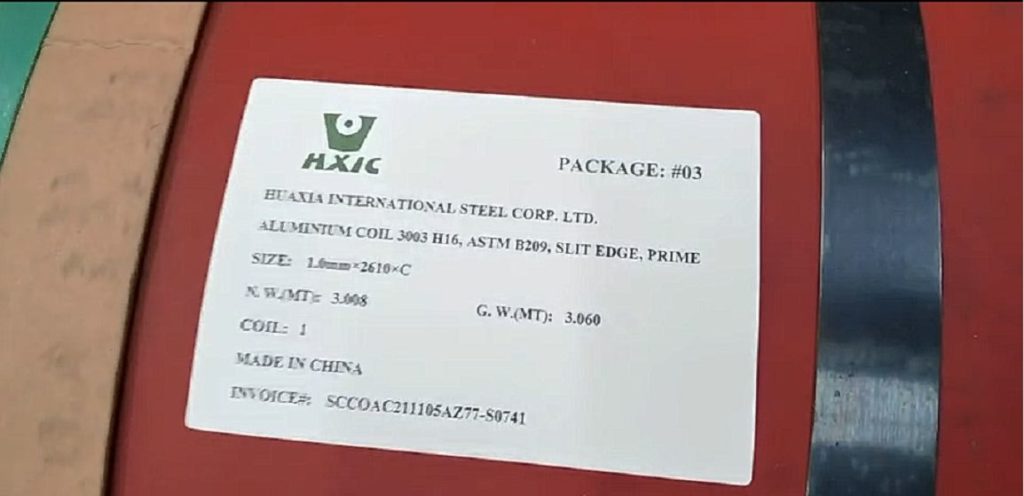 HXIC
PACKAGE: #03
HUAXIA INTERNATIONAL STEEL CORP. LTD.
ALUMINIUM COIL 3003 H16, ASTM B209, SLIT EDGE, PRIME
SIZE: 1.0mm×2610×C
N. W.(MT): 3.008 G. W.(MT): 3.060
COIL: 1
MADE IN CHINA
INVOICE#: SCCOAC211105AZ77-S0741